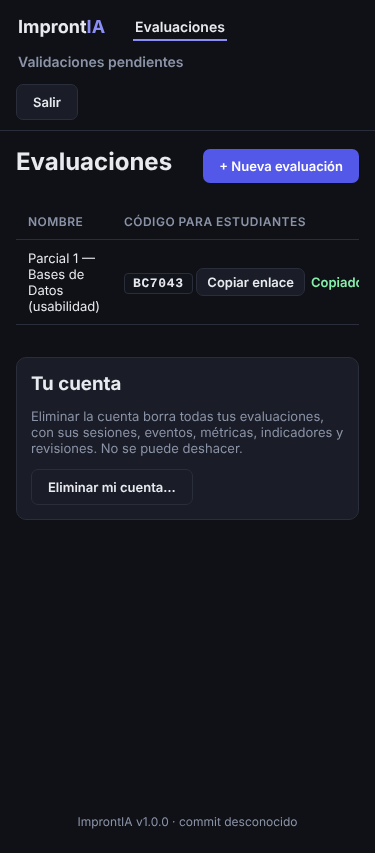 ImprontIA Evaluaciones
Validaciones pendientes
Salir
Evaluaciones + Nueva evaluación
NOMBRE CÓDIGO PARA ESTUDIANTES
Parcial 1 —
Bases de
Datos
(usabilidad)
BC7043 Copiar enlace Copiado
Tu cuenta
Eliminar la cuenta borra todas tus evaluaciones,
con sus sesiones, eventos, métricas, indicadores y
revisiones. No se puede deshacer.
Eliminar mi cuenta...
ImprontIA v1.0.0 · commit desconocido